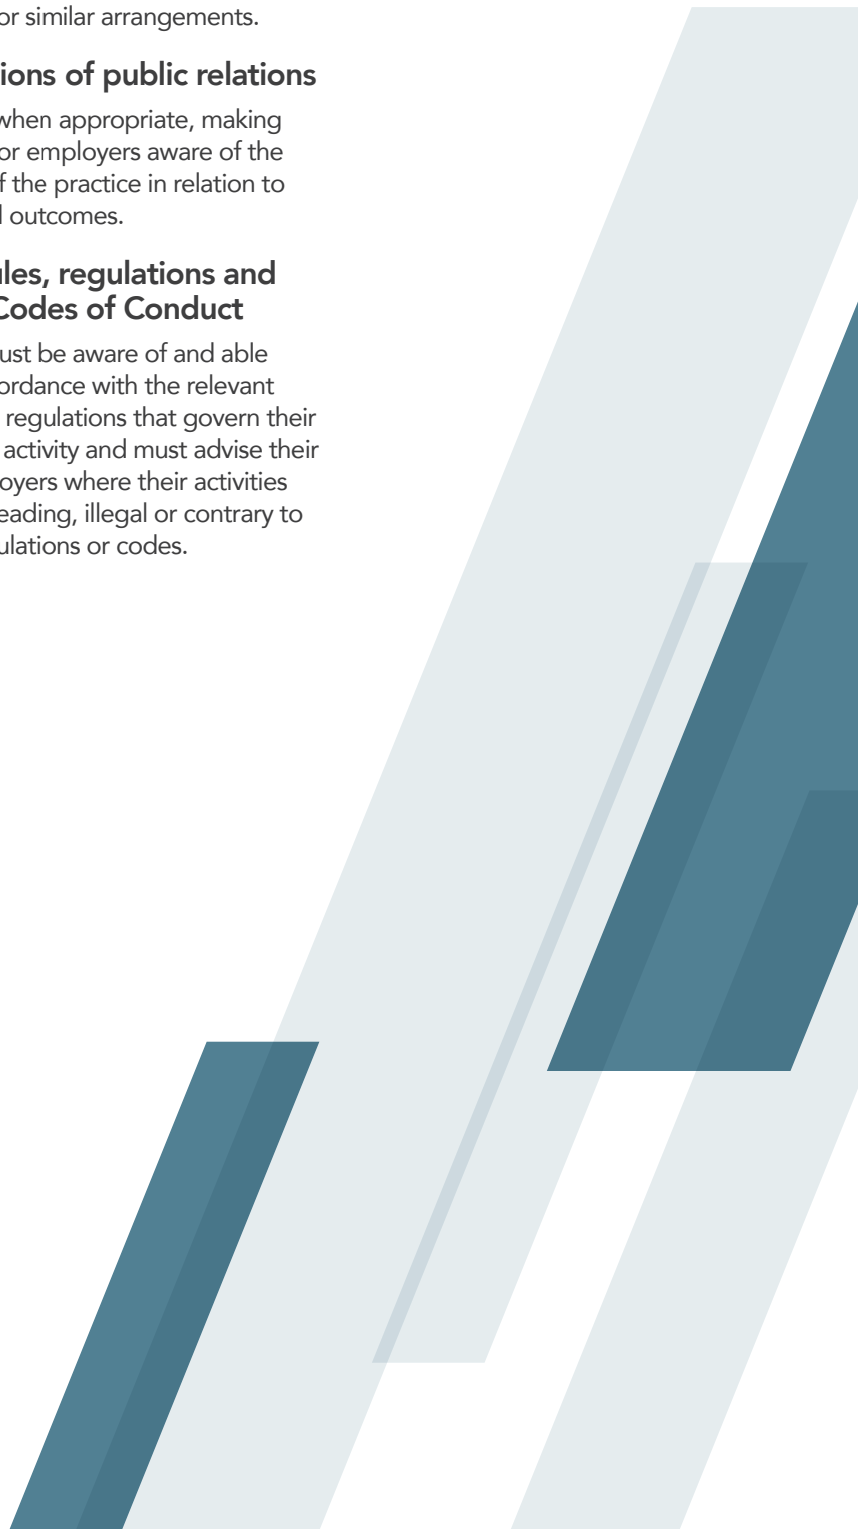 or similar arrangements.
ions of public relations
when appropriate, making
or employers aware of the
f the practice in relation to
l outcomes.
ules, regulations and
Codes of Conduct
ust be aware of and able
ordance with the relevant
regulations that govern their
activity and must advise their
oyers where their activities
eading, illegal or contrary to
ulations or codes.